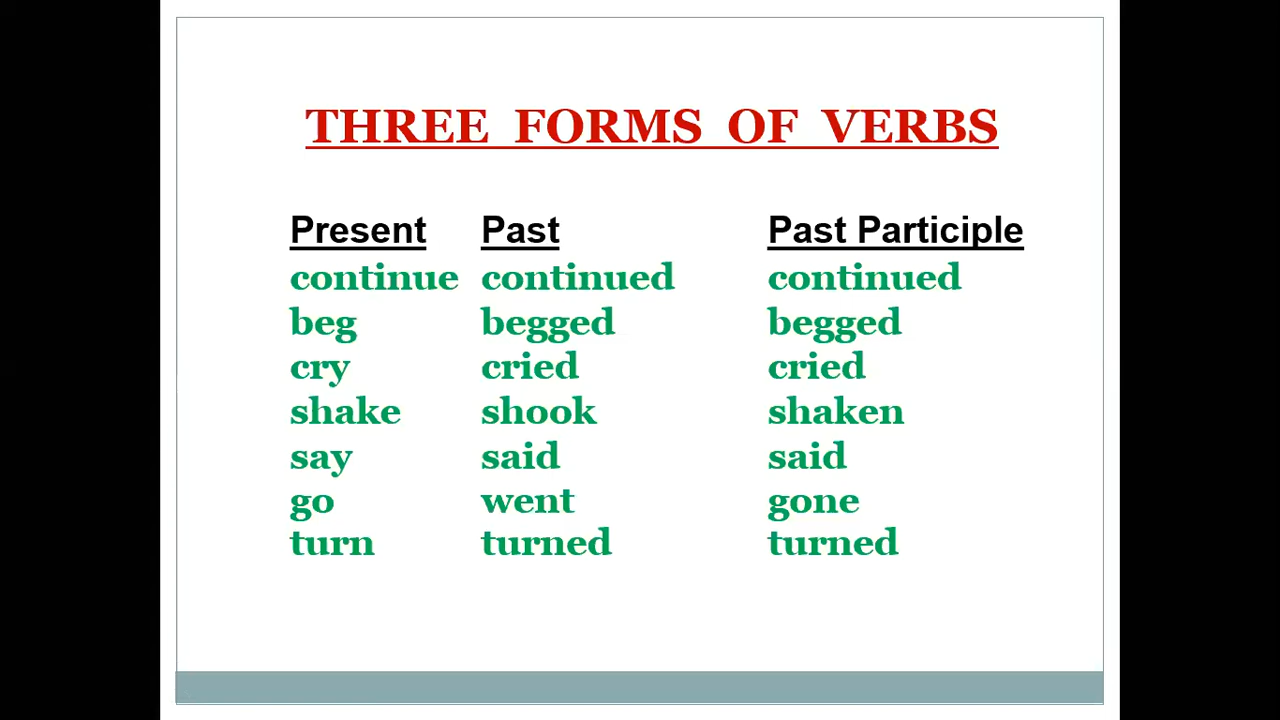 THREE FORMS OF VERBS
Present Past Past Participle
continue continued continued
beg begged begged
cry cried cried
shake shook shaken
say said said
go went gone
turn turned turned